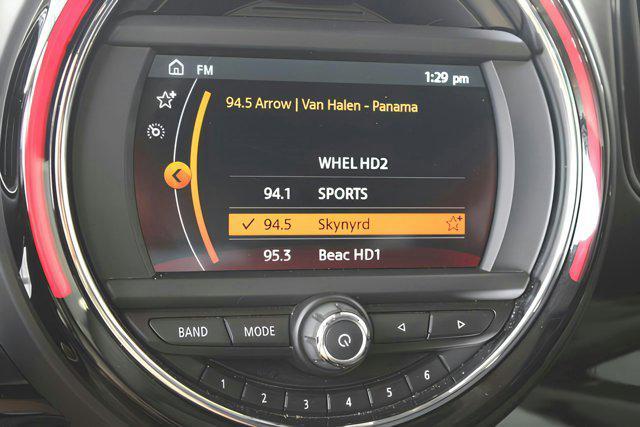 FM 1:29 pm
94.5 Arrow | Van Halen - Panama
WHEL HD2
94.1 SPORTS
✓ 94.5 Skynyrd
95.3 Beac HD1
BAND MODE
1 2 3 4 5 6